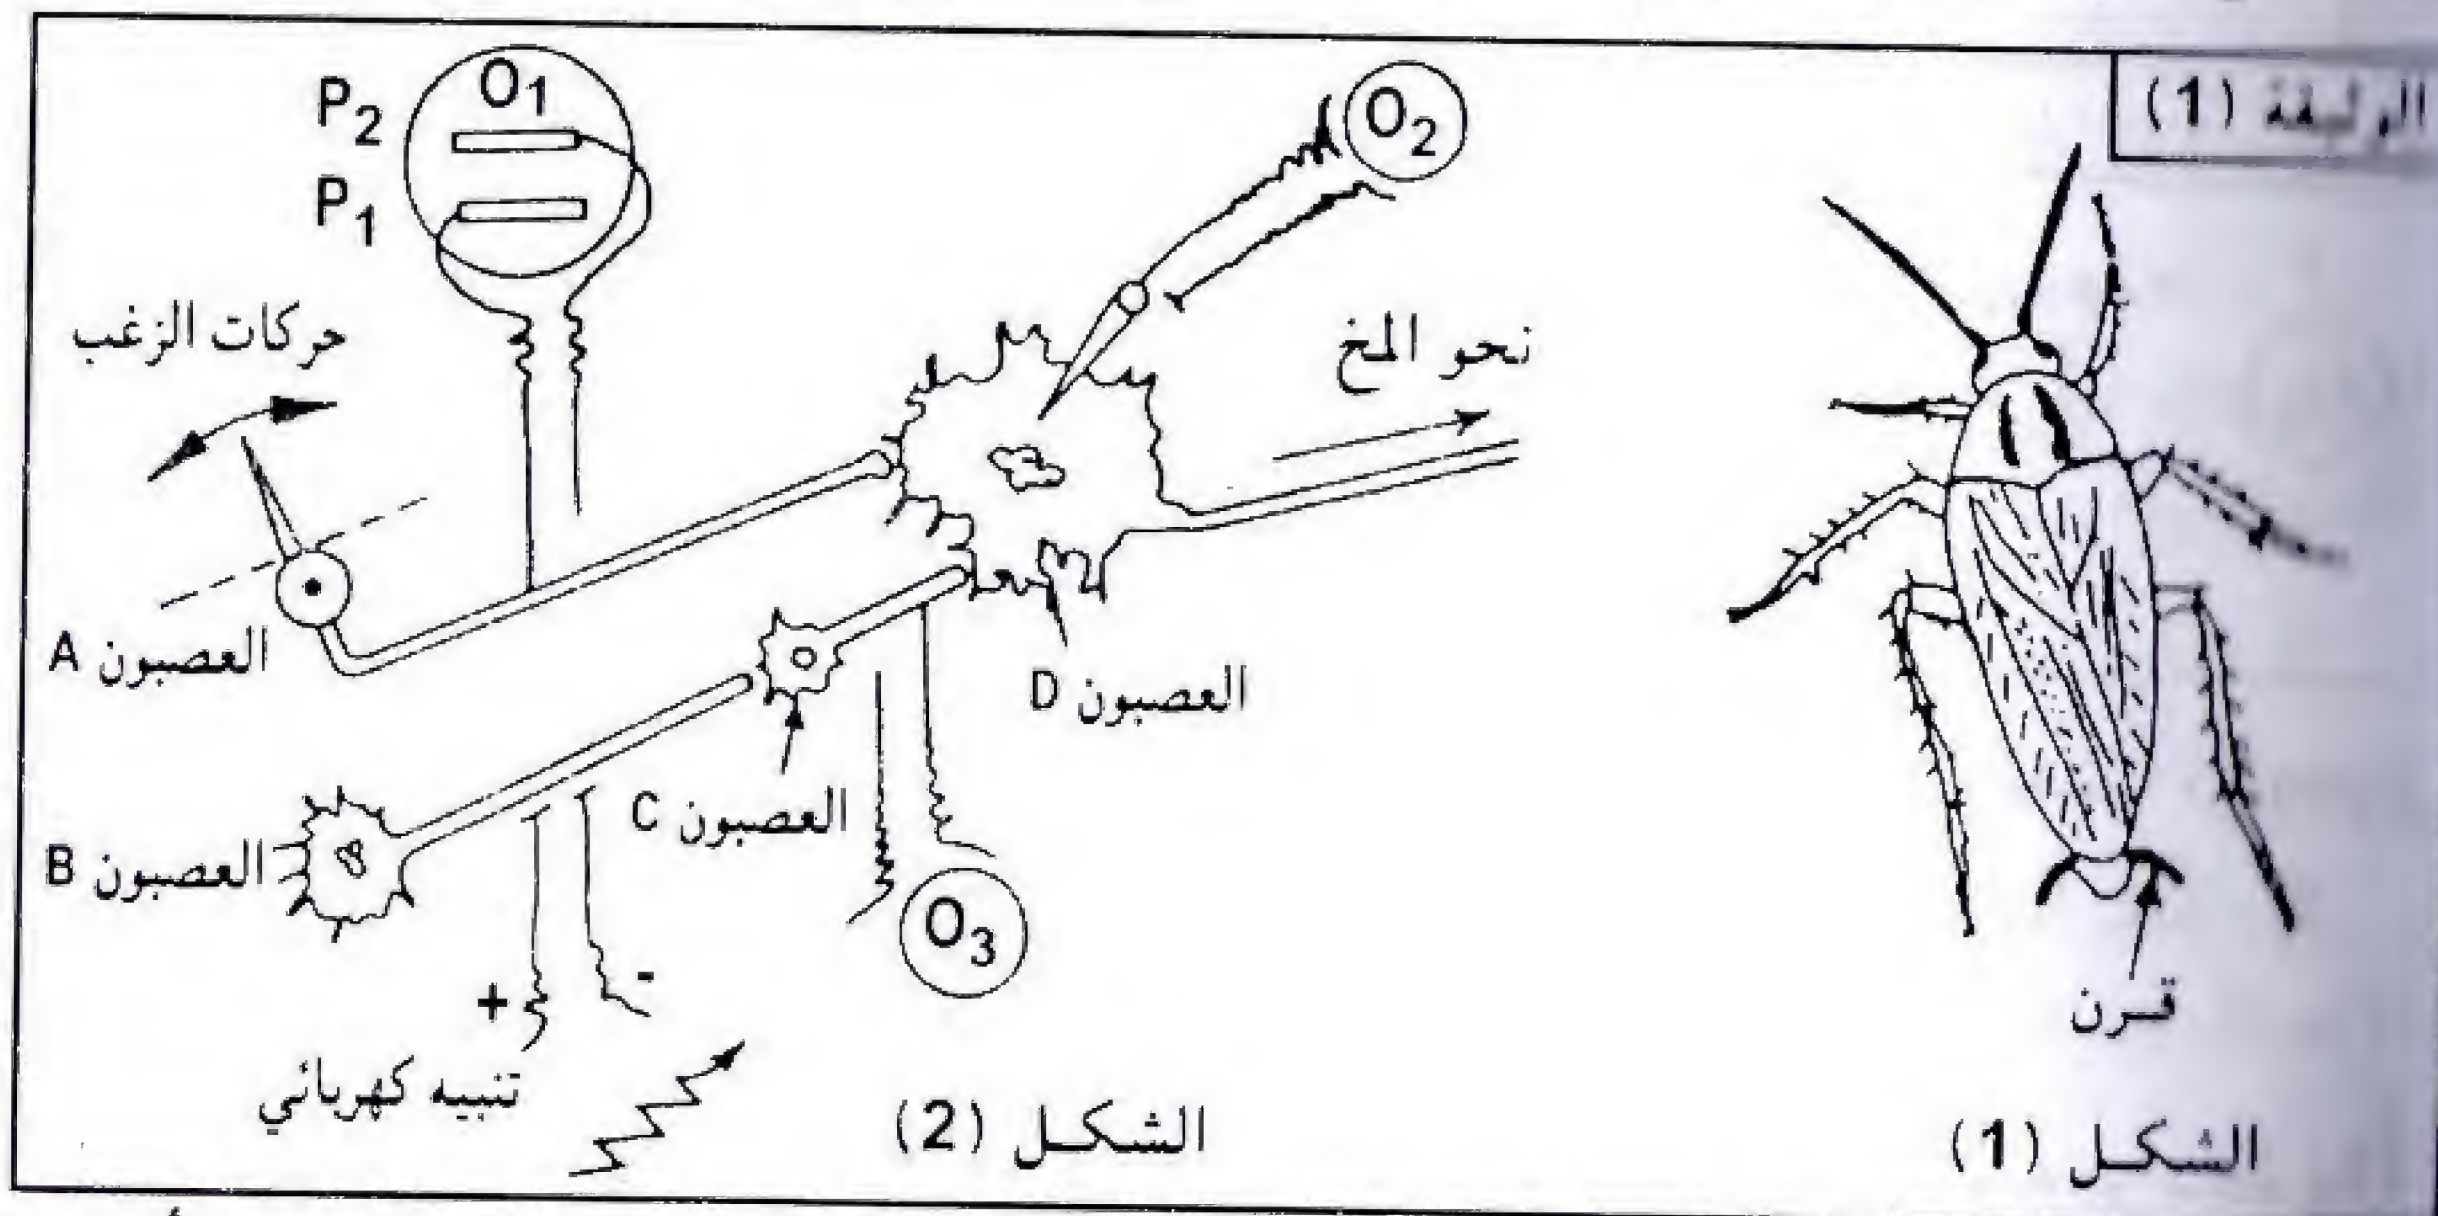 الوثيقة (1)
O1
P2
P1
O2
حركات الزغب
نحو المخ
العصبون A
العصبون D
العصبون C
العصبون B
O3
+
-
تنبيه كهربائي
قرن
الشكل (2)
الشكل (1)